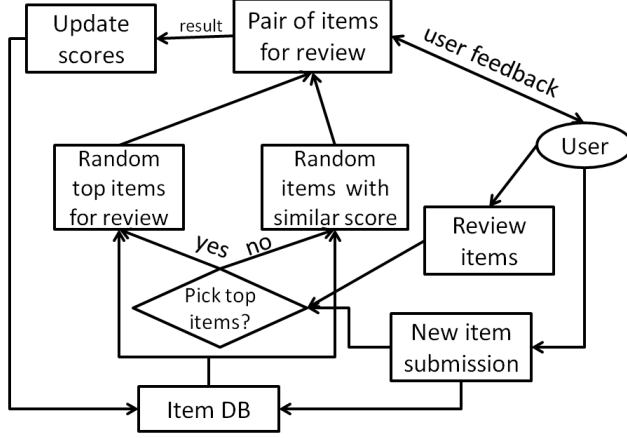 Update
scores
result
Pair of items
for review
user feedback
User
Random
top items
for review
Random
items with
similar score
Review
items
yes
no
Pick top
items?
New item
submission
Item DB